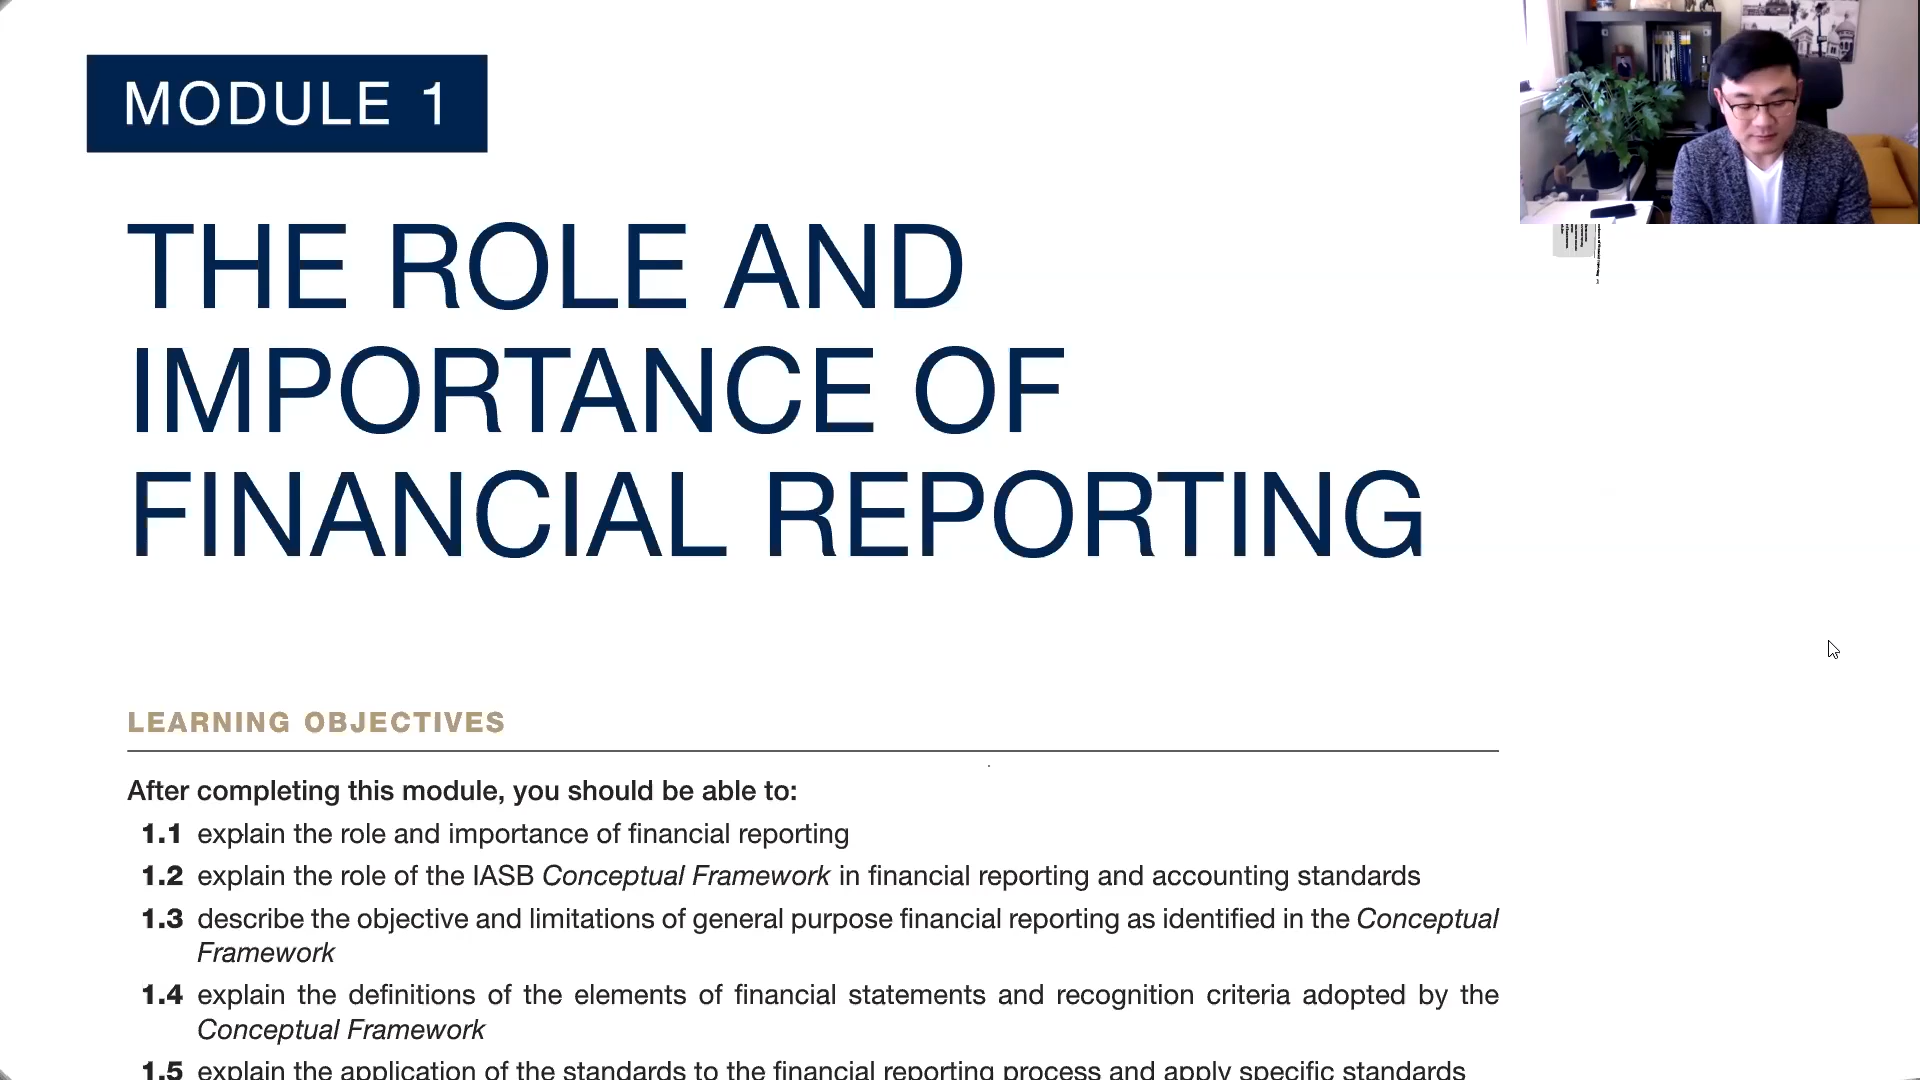 MODULE 1
THE ROLE AND
IMPORTANCE OF
FINANCIAL REPORTING
LEARNING OBJECTIVES
After completing this module, you should be able to:
1.1 explain the role and importance of financial reporting
1.2 explain the role of the IASB Conceptual Framework in financial reporting and accounting standards
1.3 describe the objective and limitations of general purpose financial reporting as identified in the Conceptual
Framework
1.4 explain the definitions of the elements of financial statements and recognition criteria adopted by the
Conceptual Framework
1.5 explain the application of the standards to the financial reporting process and apply specific standards